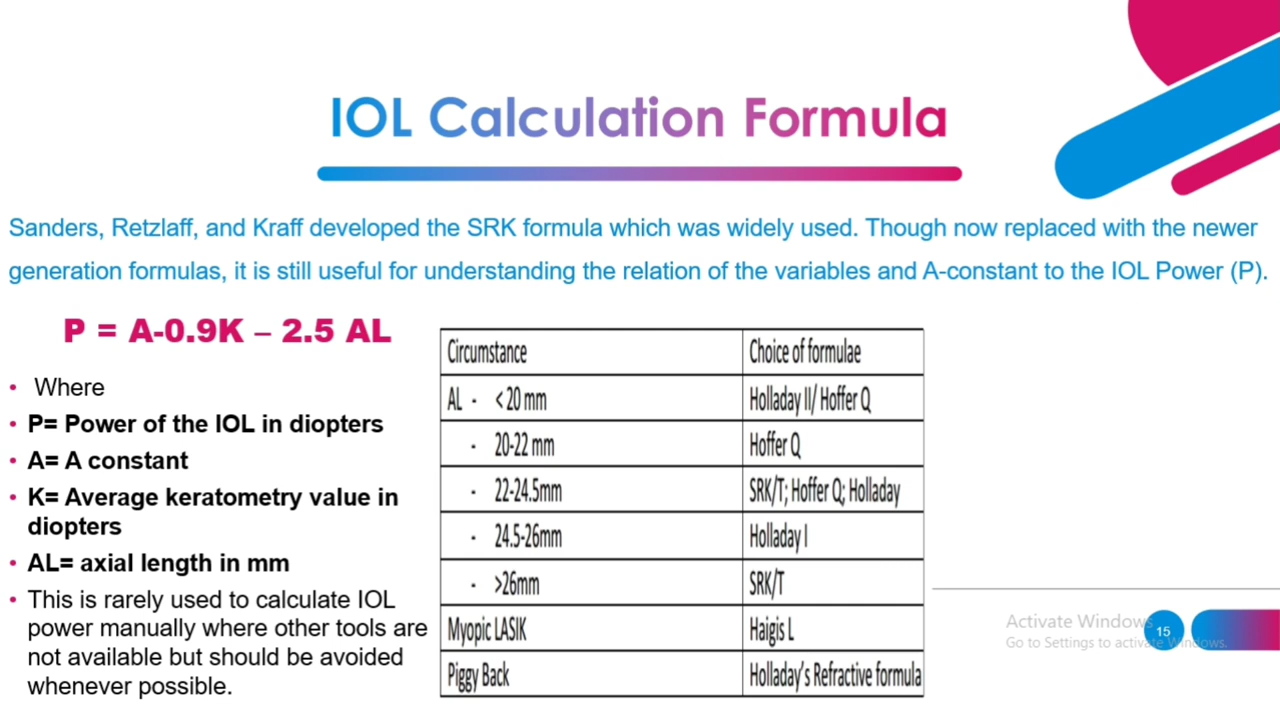 IOL Calculation Formula
Sanders, Retzlaff, and Kraff developed the SRK formula which was widely used. Though now replaced with the newer
generation formulas, it is still useful for understanding the relation of the variables and A-constant to the IOL Power (P).
P = A-0.9K – 2.5 AL
• Where
• P= Power of the IOL in diopters
• A= A constant
• K= Average keratometry value in
diopters
• AL= axial length in mm
• This is rarely used to calculate IOL
power manually where other tools are
not available but should be avoided
whenever possible.
Circumstance Choice of formulae
AL - < 20 mm Holladay II/ Hoffer Q
- 20-22 mm Hoffer Q
- 22-24.5mm SRK/T; Hoffer Q; Holladay
- 24.5-26mm Holladay I
- >26mm SRK/T
Myopic LASIK Haigis L
Piggy Back Holladay's Refractive formula
Activate Windows
Go to Settings to activate Windows.
15